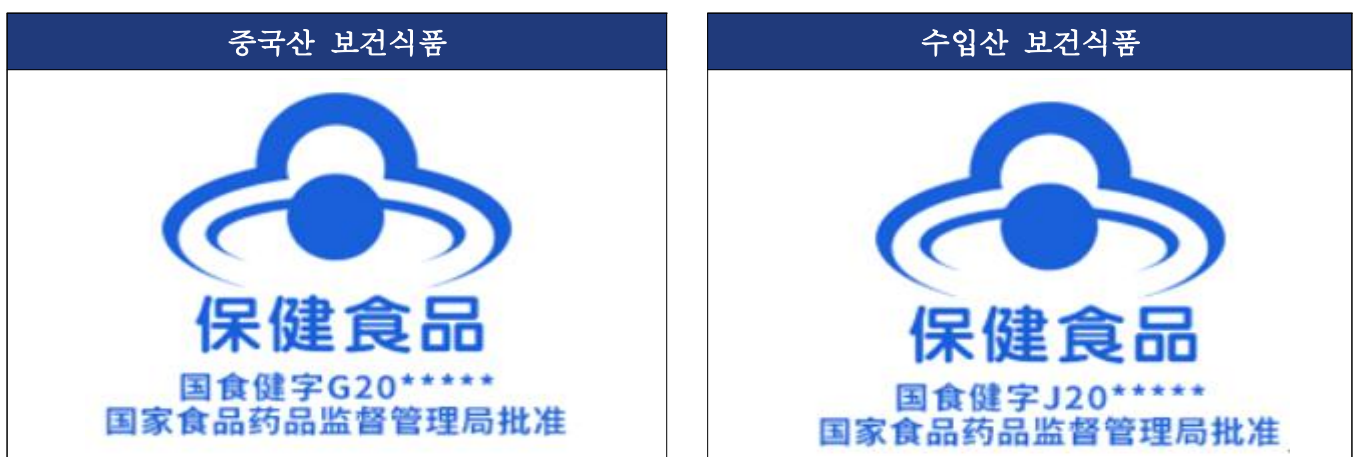 중국산 보건식품
保健食品
国食健字G20*****
国家食品药品监督管理局批准
수입산 보건식품
保健食品
国食健字J20*****
国家食品药品监督管理局批准